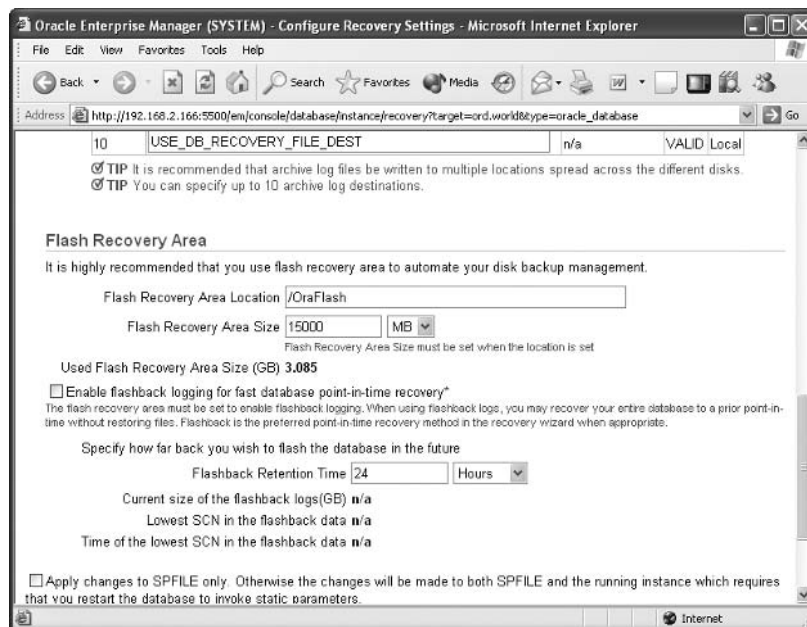 Oracle Enterprise Manager (SYSTEM) - Configure Recovery Settings - Microsoft Internet Explorer
File Edit View Favorites Tools Help
Back Search Favorites Media
Address http://192.168.2.166:5500/em/console/database/instance/recovery?target=ord.world&type=oracle_database Go
10 USE_DB_RECOVERY_FILE_DEST n/a VALID Local
TIP It is recommended that archive log files be written to multiple locations spread across the different disks.
TIP You can specify up to 10 archive log destinations.
Flash Recovery Area
It is highly recommended that you use flash recovery area to automate your disk backup management.
Flash Recovery Area Location /OraFlash
Flash Recovery Area Size 15000 MB
Flash Recovery Area Size must be set when the location is set
Used Flash Recovery Area Size (GB) 3.085
Enable flashback logging for fast database point-in-time recovery*
The flash recovery area must be set to enable flashback logging. When using flashback logs, you may recover your entire database to a prior point-in-
time without restoring files. Flashback is the preferred point-in-time recovery method in the recovery wizard when appropriate.
Specify how far back you wish to flash the database in the future
Flashback Retention Time 24 Hours
Current size of the flashback logs(GB) n/a
Lowest SCN in the flashback data n/a
Time of the lowest SCN in the flashback data n/a
Apply changes to SPFILE only. Otherwise the changes will be made to both SPFILE and the running instance which requires
that you restart the database to invoke static parameters.
Internet